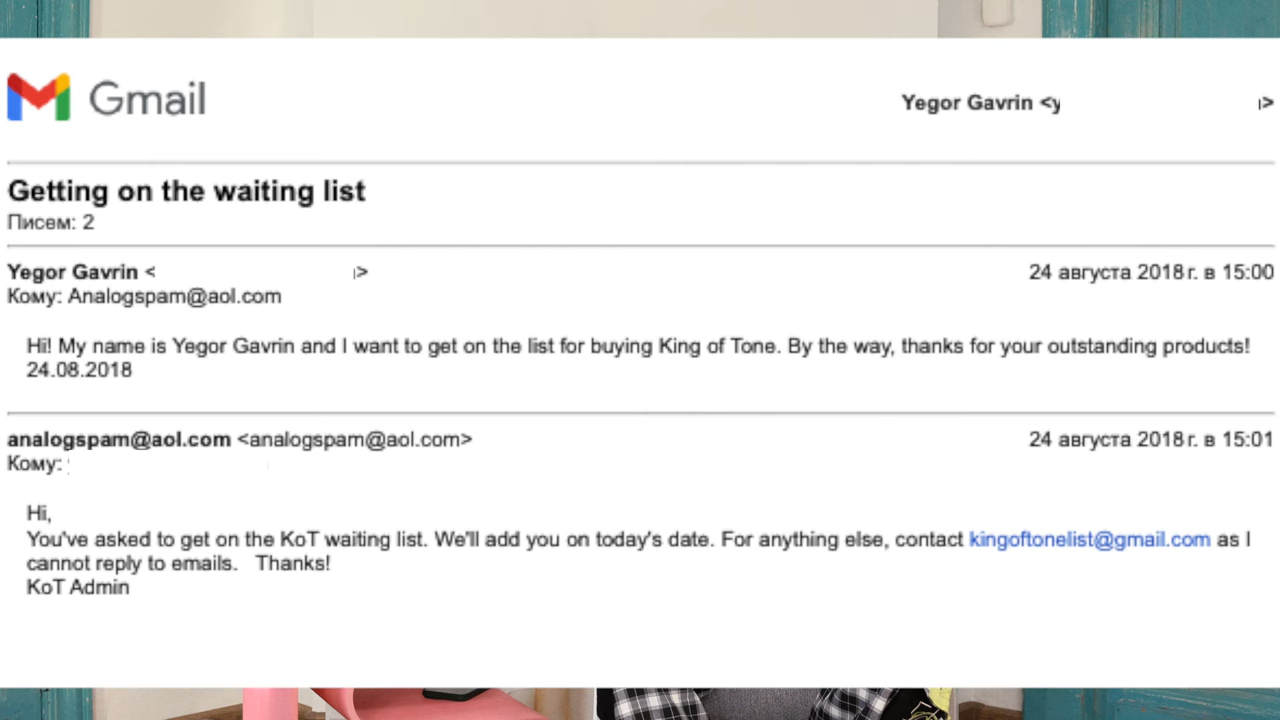 Gmail
Yegor Gavrin <y >
Getting on the waiting list
Писем: 2
Yegor Gavrin < >
24 августа 2018 г. в 15:00
Кому: Analogspam@aol.com
Hi! My name is Yegor Gavrin and I want to get on the list for buying King of Tone. By the way, thanks for your outstanding products!
24.08.2018
analogspam@aol.com <analogspam@aol.com>
24 августа 2018 г. в 15:01
Кому:
Hi,
You've asked to get on the KoT waiting list. We'll add you on today's date. For anything else, contact kingoftonelist@gmail.com as I
cannot reply to emails. Thanks!
KoT Admin